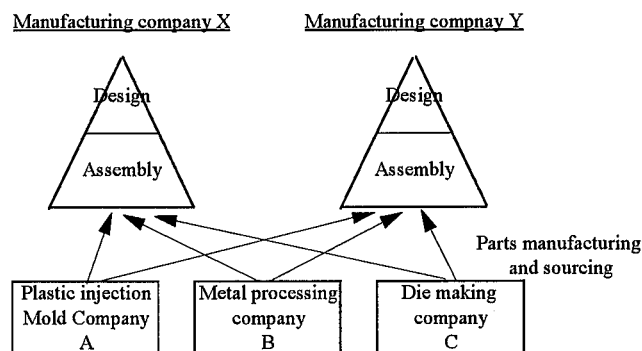 Manufacturing company X
Manufacturing compnay Y
Design
Design
Assembly
Assembly
Parts manufacturing
and sourcing
Plastic injection
Mold Company
A
Metal processing
company
B
Die making
company
C